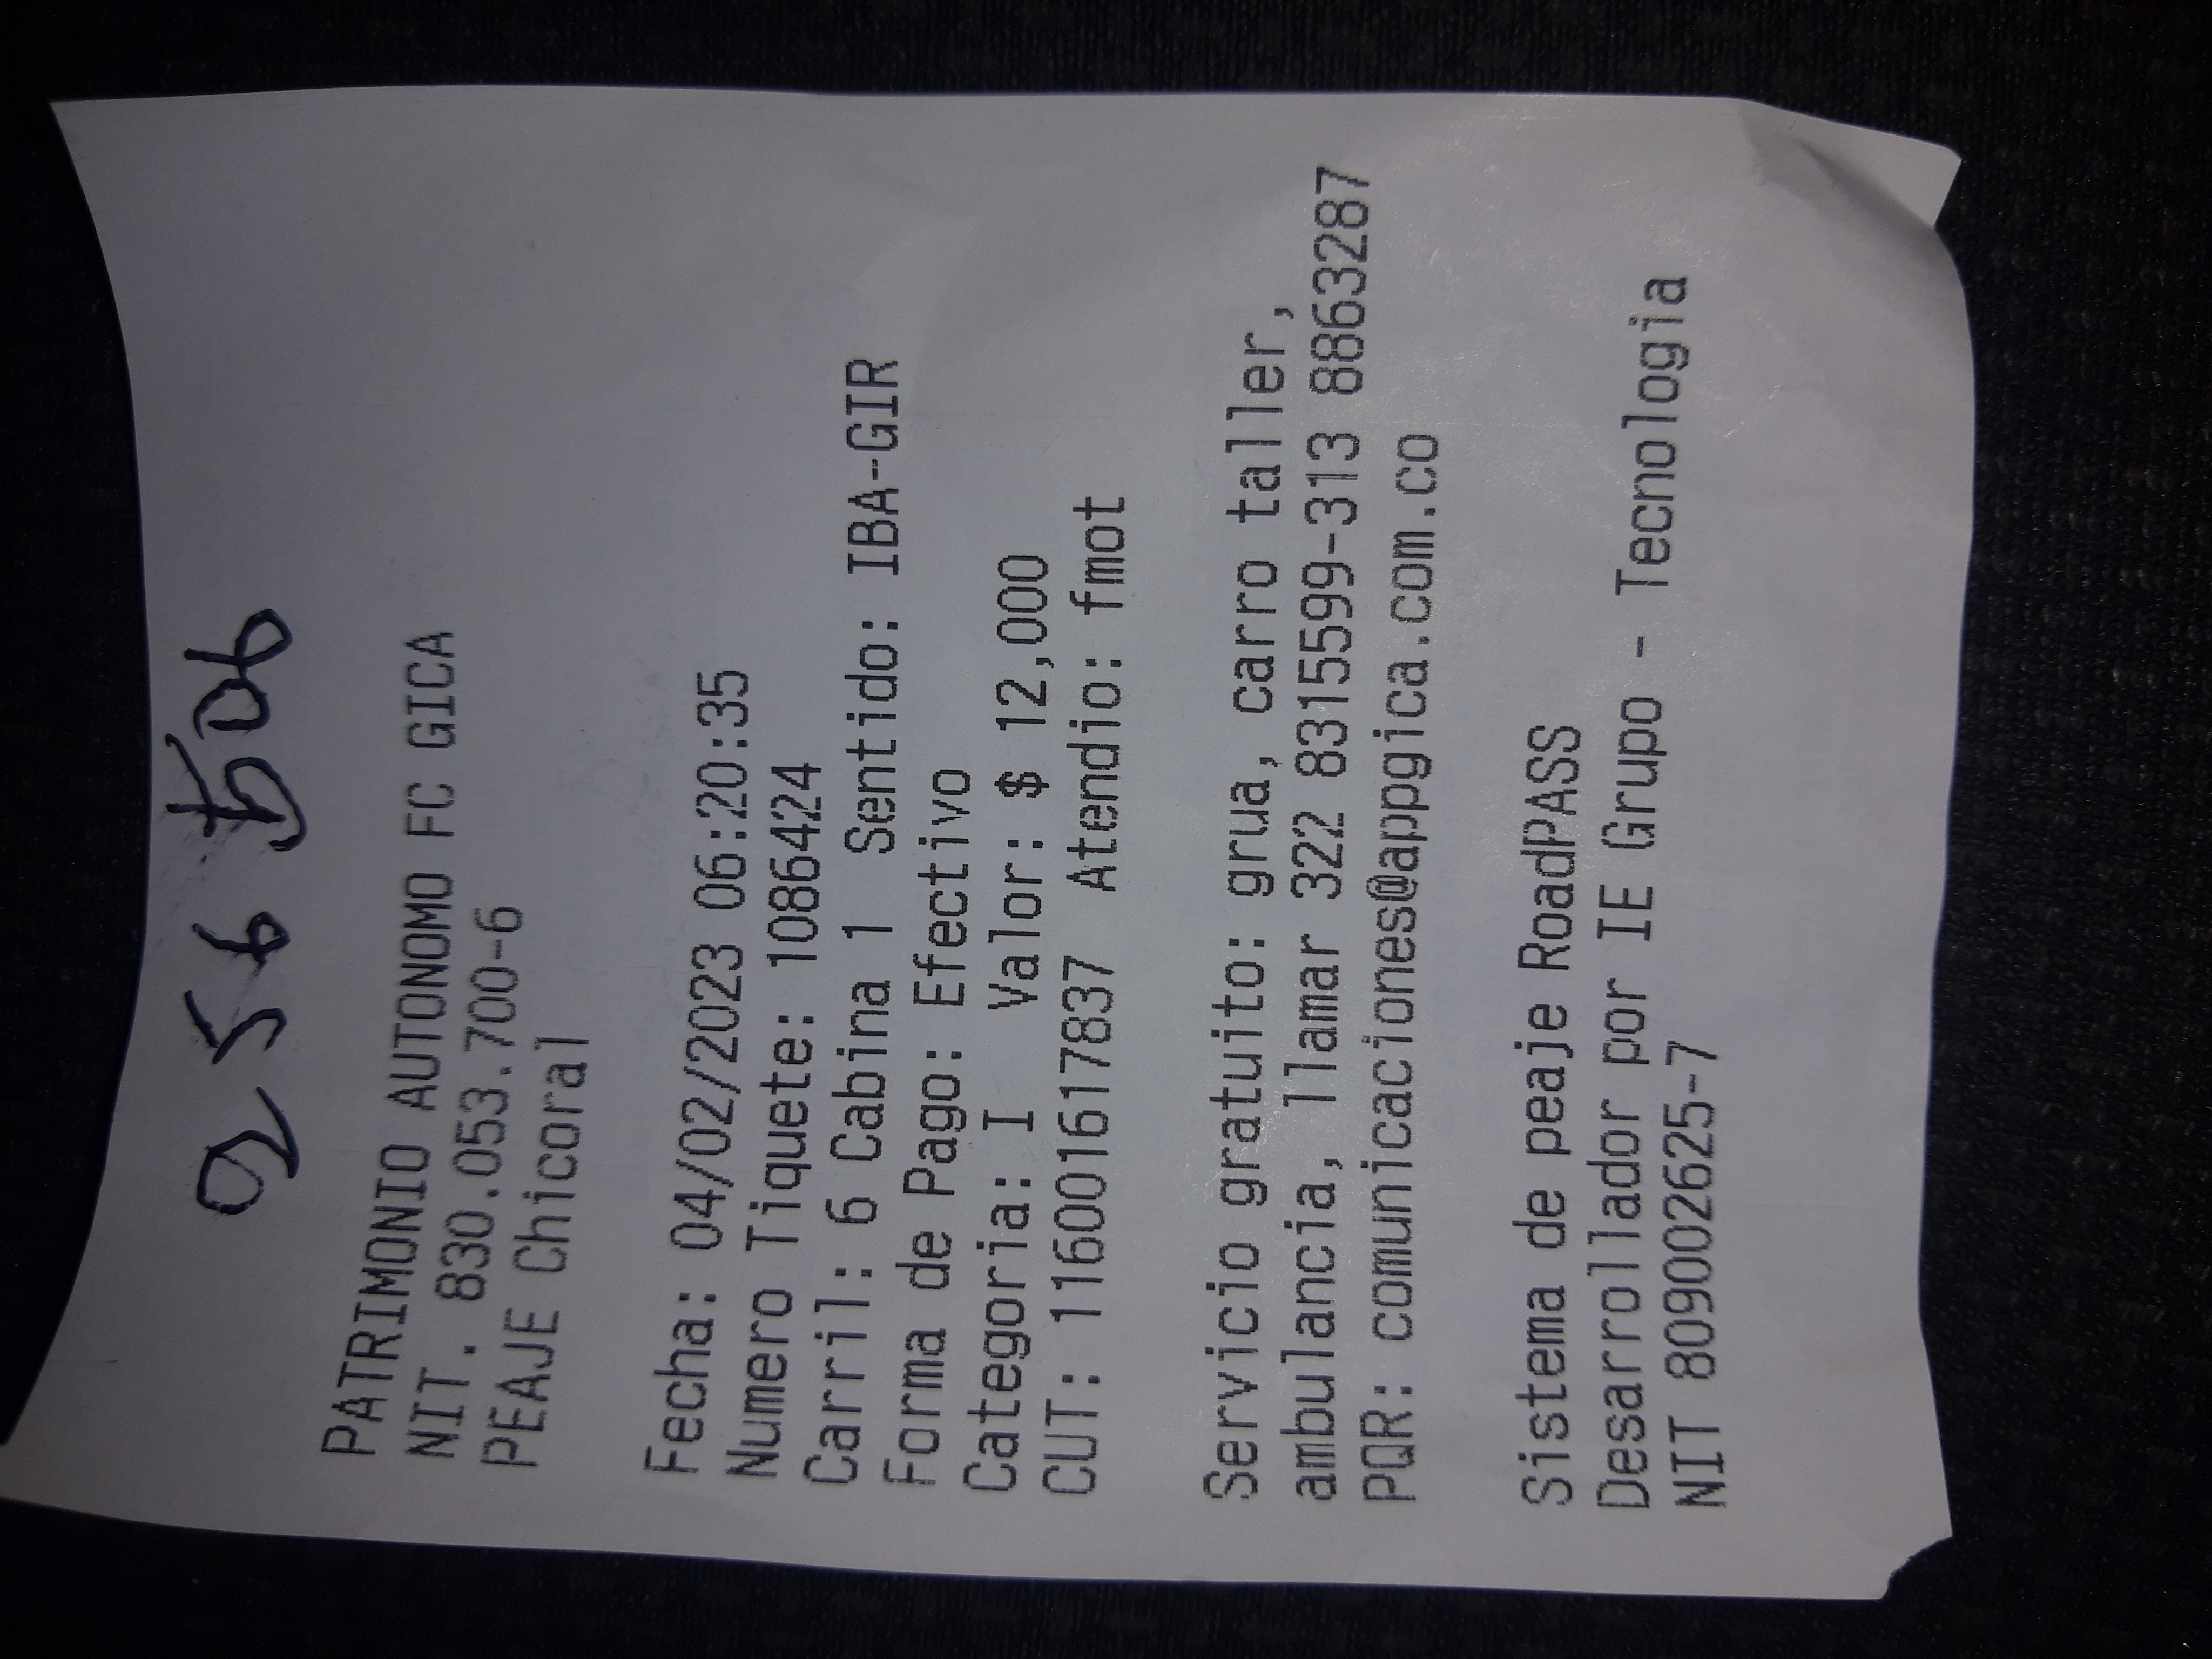 PATRIMONIO AUTONOMO FC GICA
NIT. 830.053.700-6
PEAJE Chicoral
Fecha: 04/02/2023 06:20:35
Numero Tiquete: 1086424
Carril: 6 Cabina 1 Sentido: IBA-GIR
Forma de Pago: Efectivo
Categoria: I Valor: $ 12,000
CUT: 1160016178​37 Atendio: fmot
Servicio gratuito: grua, carro taller,
ambulancia, llamar 322 8315599-313 8863287
PQR: comunicaciones@appgica.com.co
Sistema de peaje RoadPASS
Desarrollador por IE Grupo - Tecnologia
NIT 809002625-7